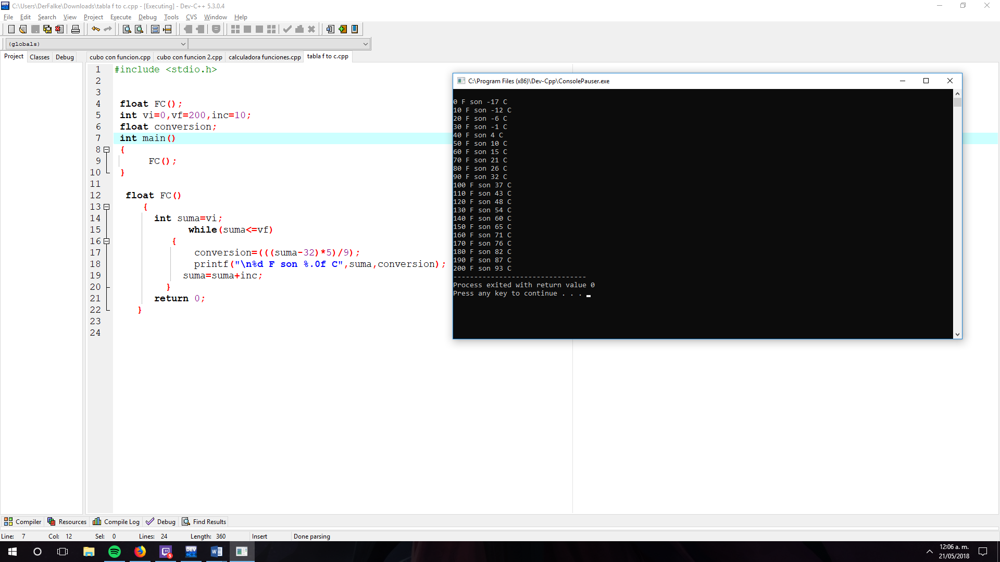 C:\Users\DerFalke\Downloads\tabla f to c.cpp - [Executing] - Dev-C++ 5.3.0.4
File Edit Search View Project Execute Debug Tools CVS Window Help
(globals)
Project Classes Debug
cubo con funcion.cpp cubo con funcion 2.cpp calculadora funciones.cpp tabla f to c.cpp
1 #include <stdio.h>
2
3
4 float FC();
5 int vi=0,vf=200,inc=10;
6 float conversion;
7 int main()
8 {
9 FC();
10 }
11
12 float FC()
13 {
14 int suma=vi;
15 while(suma<=vf)
16 {
17 conversion=(((suma-32)*5)/9);
18 printf("\n%d F son %.0f C",suma,conversion);
19 suma=suma+inc;
20 }
21 return 0;
22 }
23
24
C:\Program Files (x86)\Dev-Cpp\ConsolePauser.exe
0 F son -17 C
10 F son -12 C
20 F son -6 C
30 F son -1 C
40 F son 4 C
50 F son 10 C
60 F son 15 C
70 F son 21 C
80 F son 26 C
90 F son 32 C
100 F son 37 C
110 F son 43 C
120 F son 48 C
130 F son 54 C
140 F son 60 C
150 F son 65 C
160 F son 71 C
170 F son 76 C
180 F son 82 C
190 F son 87 C
200 F son 93 C
--------------------------------
Process exited with return value 0
Press any key to continue . . .
Compiler Resources Compile Log Debug Find Results
Line: 7 Col: 12 Sel: 0 Lines: 24 Length: 360 Insert Done parsing
DEV
5
12:06 a. m.
21/05/2018